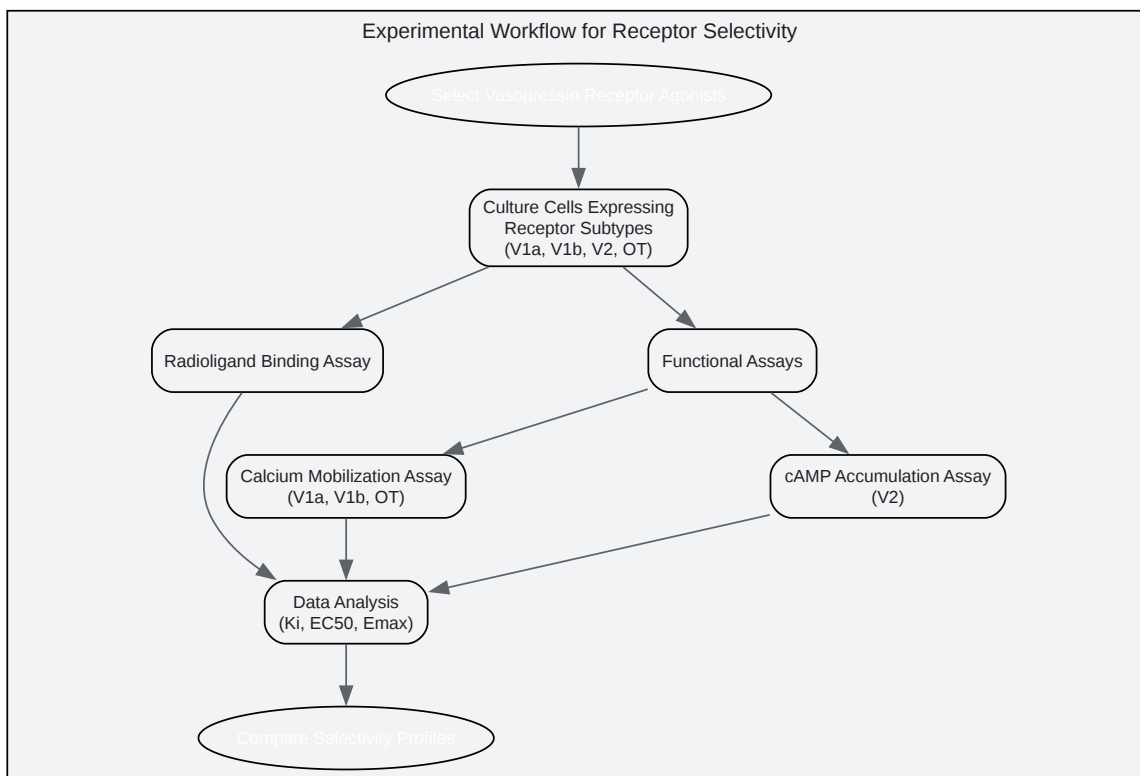 Experimental Workflow for Receptor Selectivity
Select Vasopressin Receptor Agonists
Culture Cells Expressing
Receptor Subtypes
(V1a, V1b, V2, OT)
Radioligand Binding Assay
Functional Assays
Calcium Mobilization Assay
(V1a, V1b, OT)
cAMP Accumulation Assay
(V2)
Data Analysis
(Ki, EC50, Emax)
Compare Selectivity Profiles